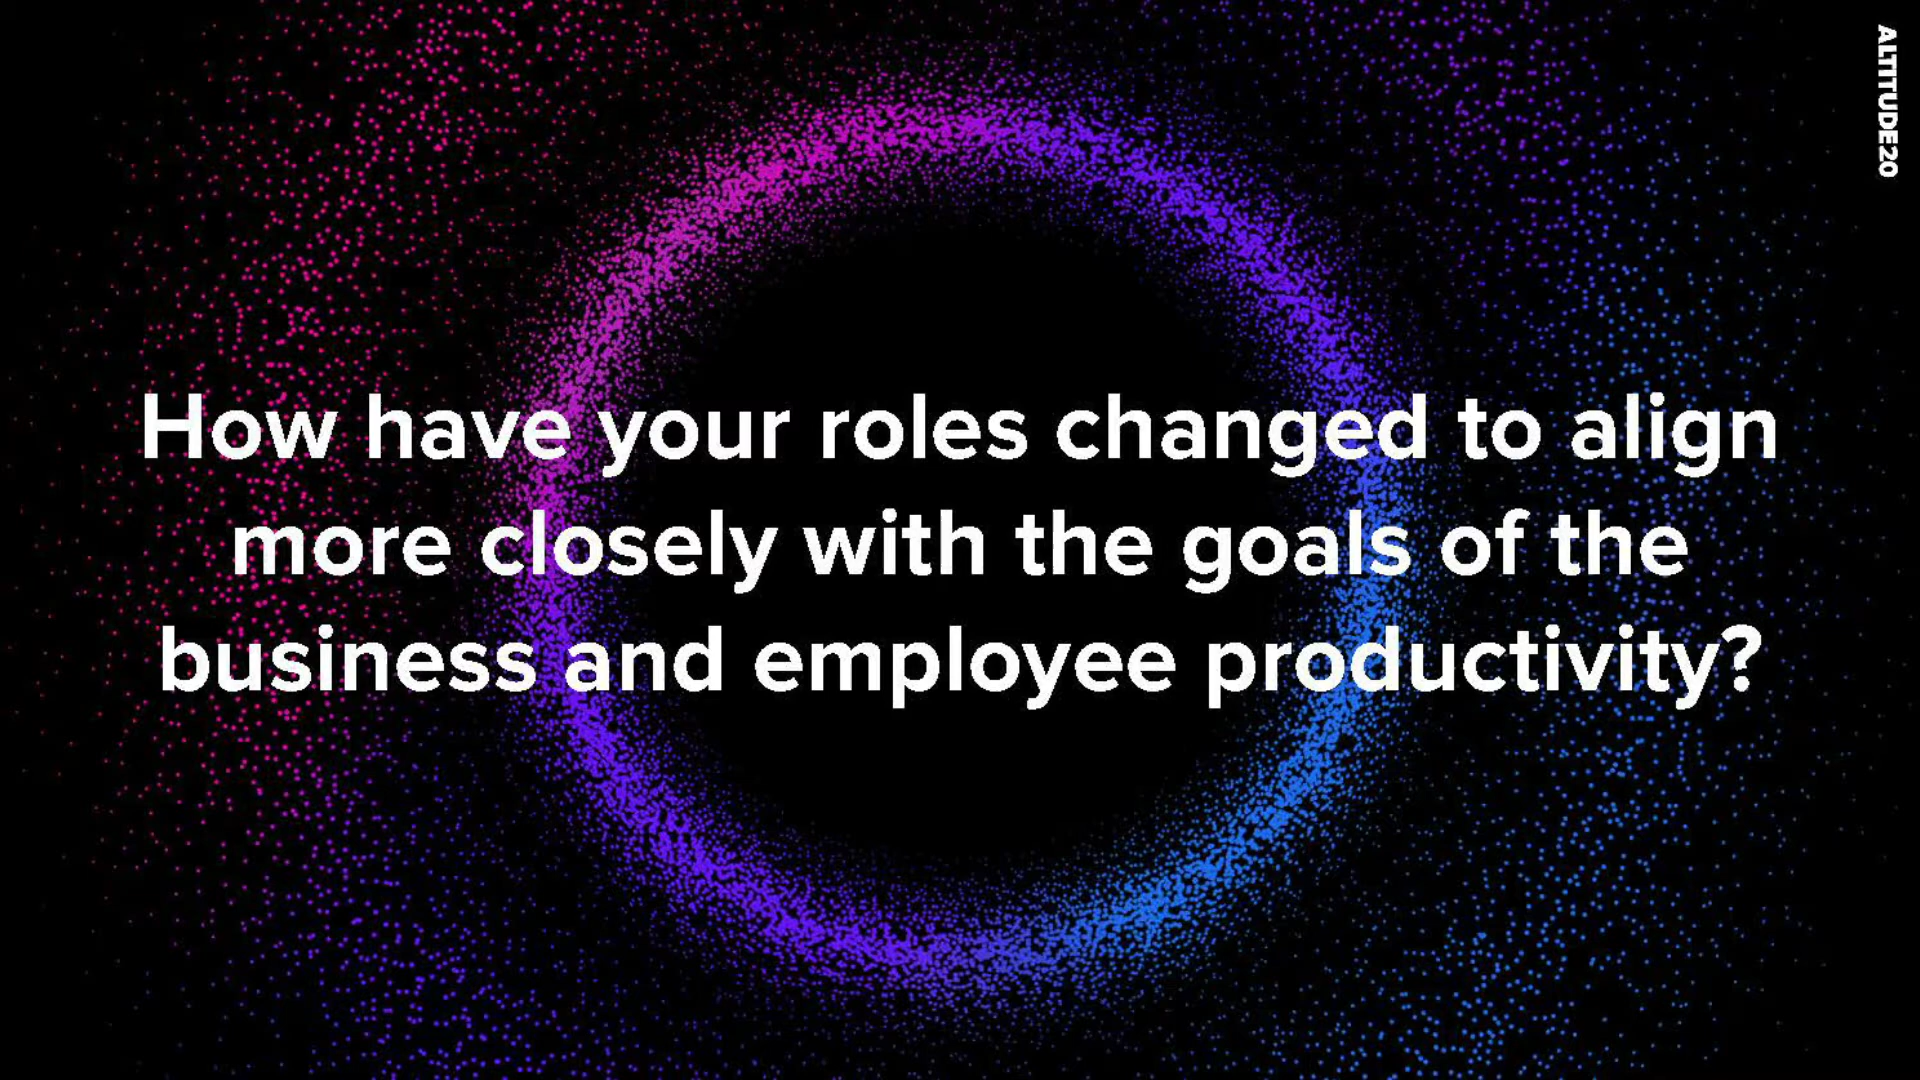 How have your roles changed to align
more closely with the goals of the
business and employee productivity?
ALTITUDE20